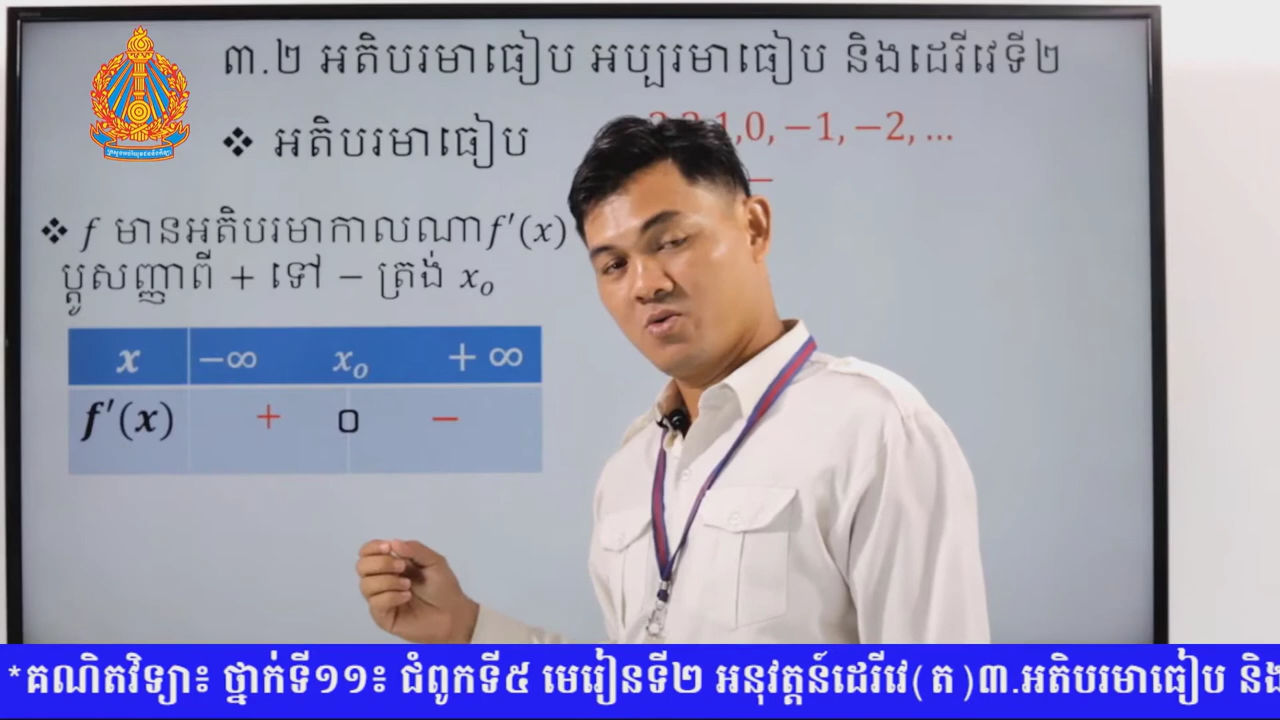 ៣.២ អតិបរមាធៀប អប្បរមាធៀប និងដេរីវេទី២
❖ អតិបរមាធៀប
1,0, −1, −2, ...
−
❖ f មានអតិបរមាកាលណា f′(x)
ប្តូរសញ្ញាពី + ទៅ − ត្រង់ xₒ
x −∞ xₒ +∞
f′(x) + 0 −
*គណិតវិទ្យា៖ ថ្នាក់ទី១១៖ ជំពូកទី៥ មេរៀនទី២ អនុវត្តន៍ដេរីវេ( ត )៣.អតិបរមាធៀប និង